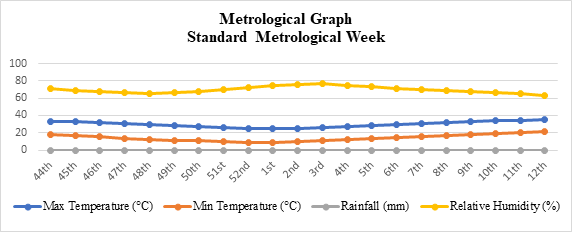 Metrological Graph
Standard Metrological Week
100
80
60
40
20
0
44th 45th 46th 47th 48th 49th 50th 51st 52nd 1st 2nd 3rd 4th 5th 6th 7th 8th 9th 10th 11th 12th
Max Temperature (°C) Min Temperature (°C) Rainfall (mm) Relative Humidity (%)